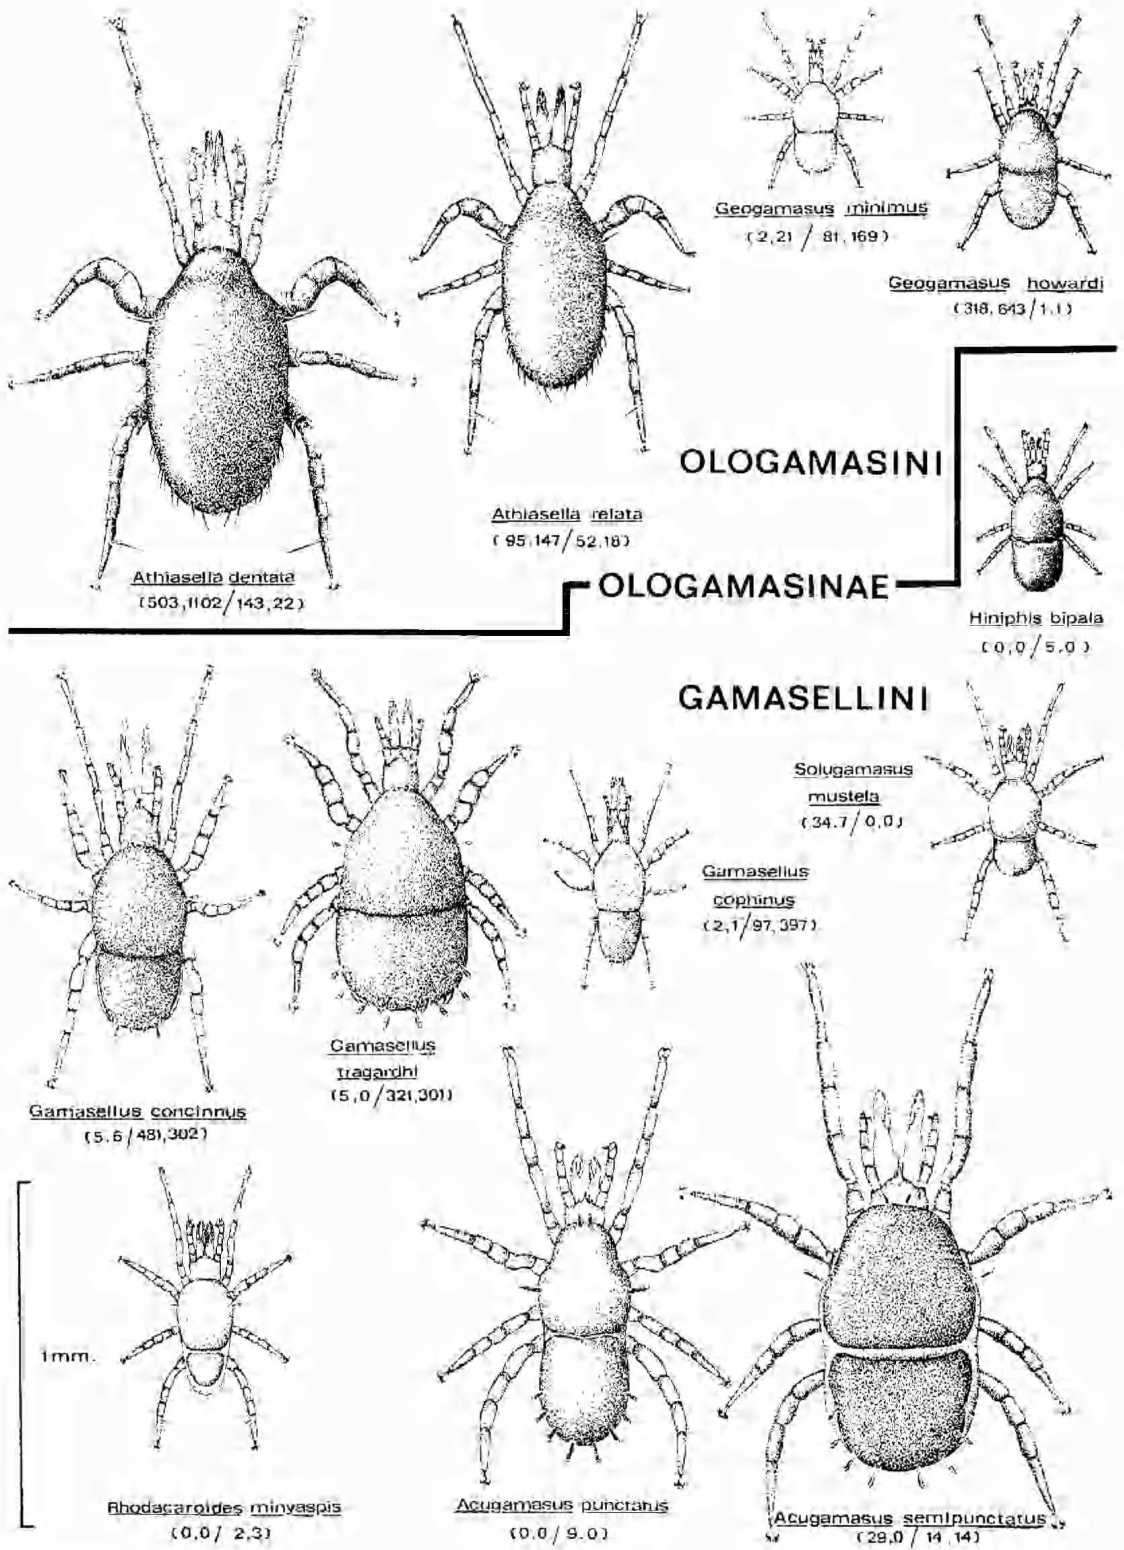 Geogamasus minimus
(2,21 / 81,169)
Geogamasus howardi
(318,643/1,1)
OLOGAMASINI
Athiasella relata
(95,147/52,18)
Athiasella dentata
(503,1102/143,22)
OLOGAMASINAE
Hiniphis bipala
(0,0/5,0)
GAMASELLINI
Solugamasus
mustela
(34,7/0,0)
Gamasellus
cophinus
(2,1/97,397)
Gamasellus
tragardhi
(5,0/321,301)
Gamasellus concinnus
(5,6/481,302)
1mm.
Rhodacaroides minyaspis
(0,0/ 2,3)
Acugamasus punctatus
(0,0/9,0)
Acugamasus semipunctatus
(29,0 / 14,14)